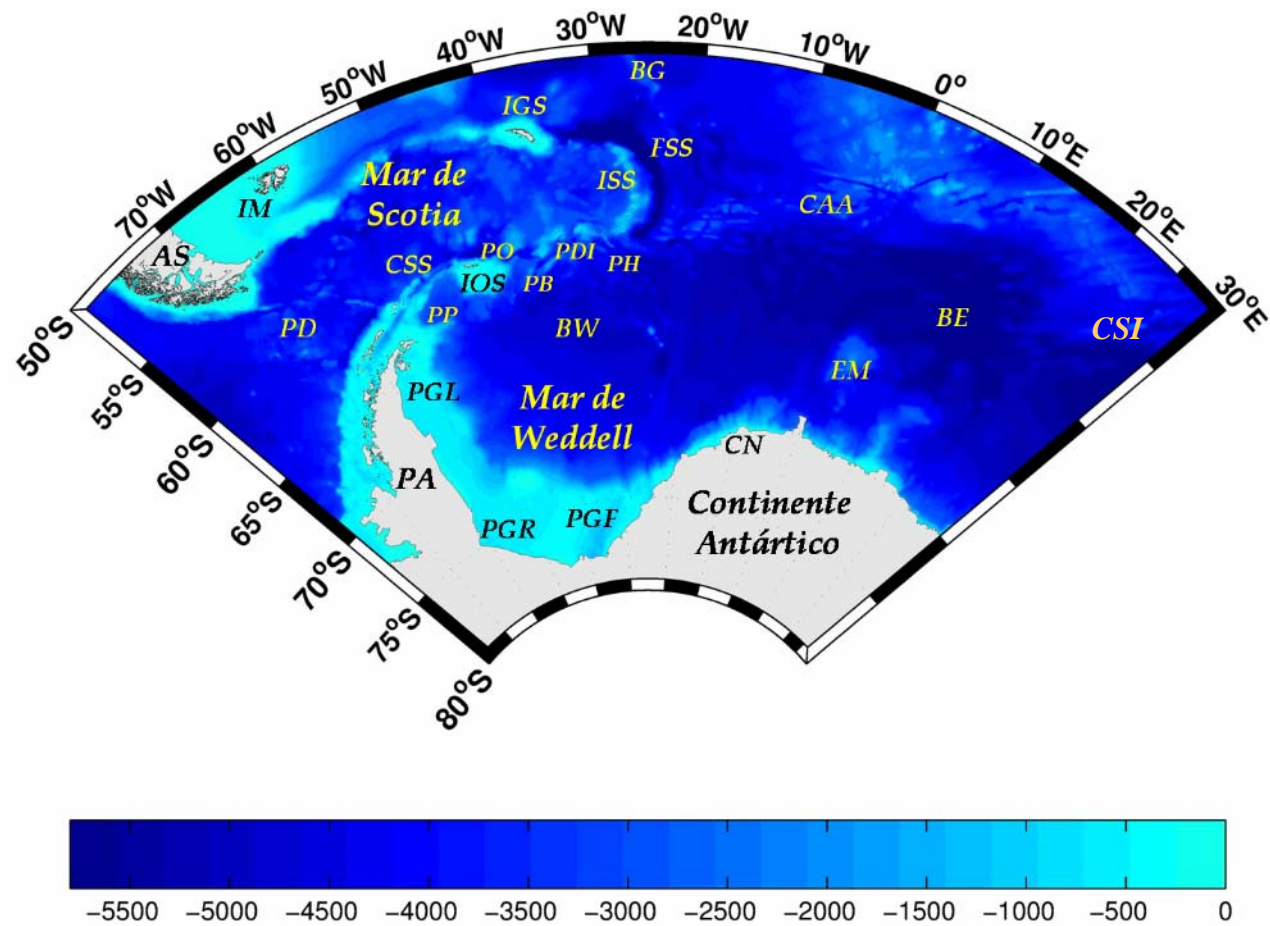 70°W
60°W
50°W
40°W
30°W
20°W
10°W
0°
10°E
20°E
30°E
BG
IGS
FSS
Mar de
Scotia
ISS
IM
CAA
AS
CSS
PO
PDI
PH
IOS
PB
PD
PP
BW
BE
CSI
EM
PGL
Mar de
Weddell
CN
PA
Continente
Antártico
PGR
PGF
50°S
55°S
60°S
65°S
70°S
75°S
80°S
−5500 −5000 −4500 −4000 −3500 −3000 −2500 −2000 −1500 −1000 −500 0